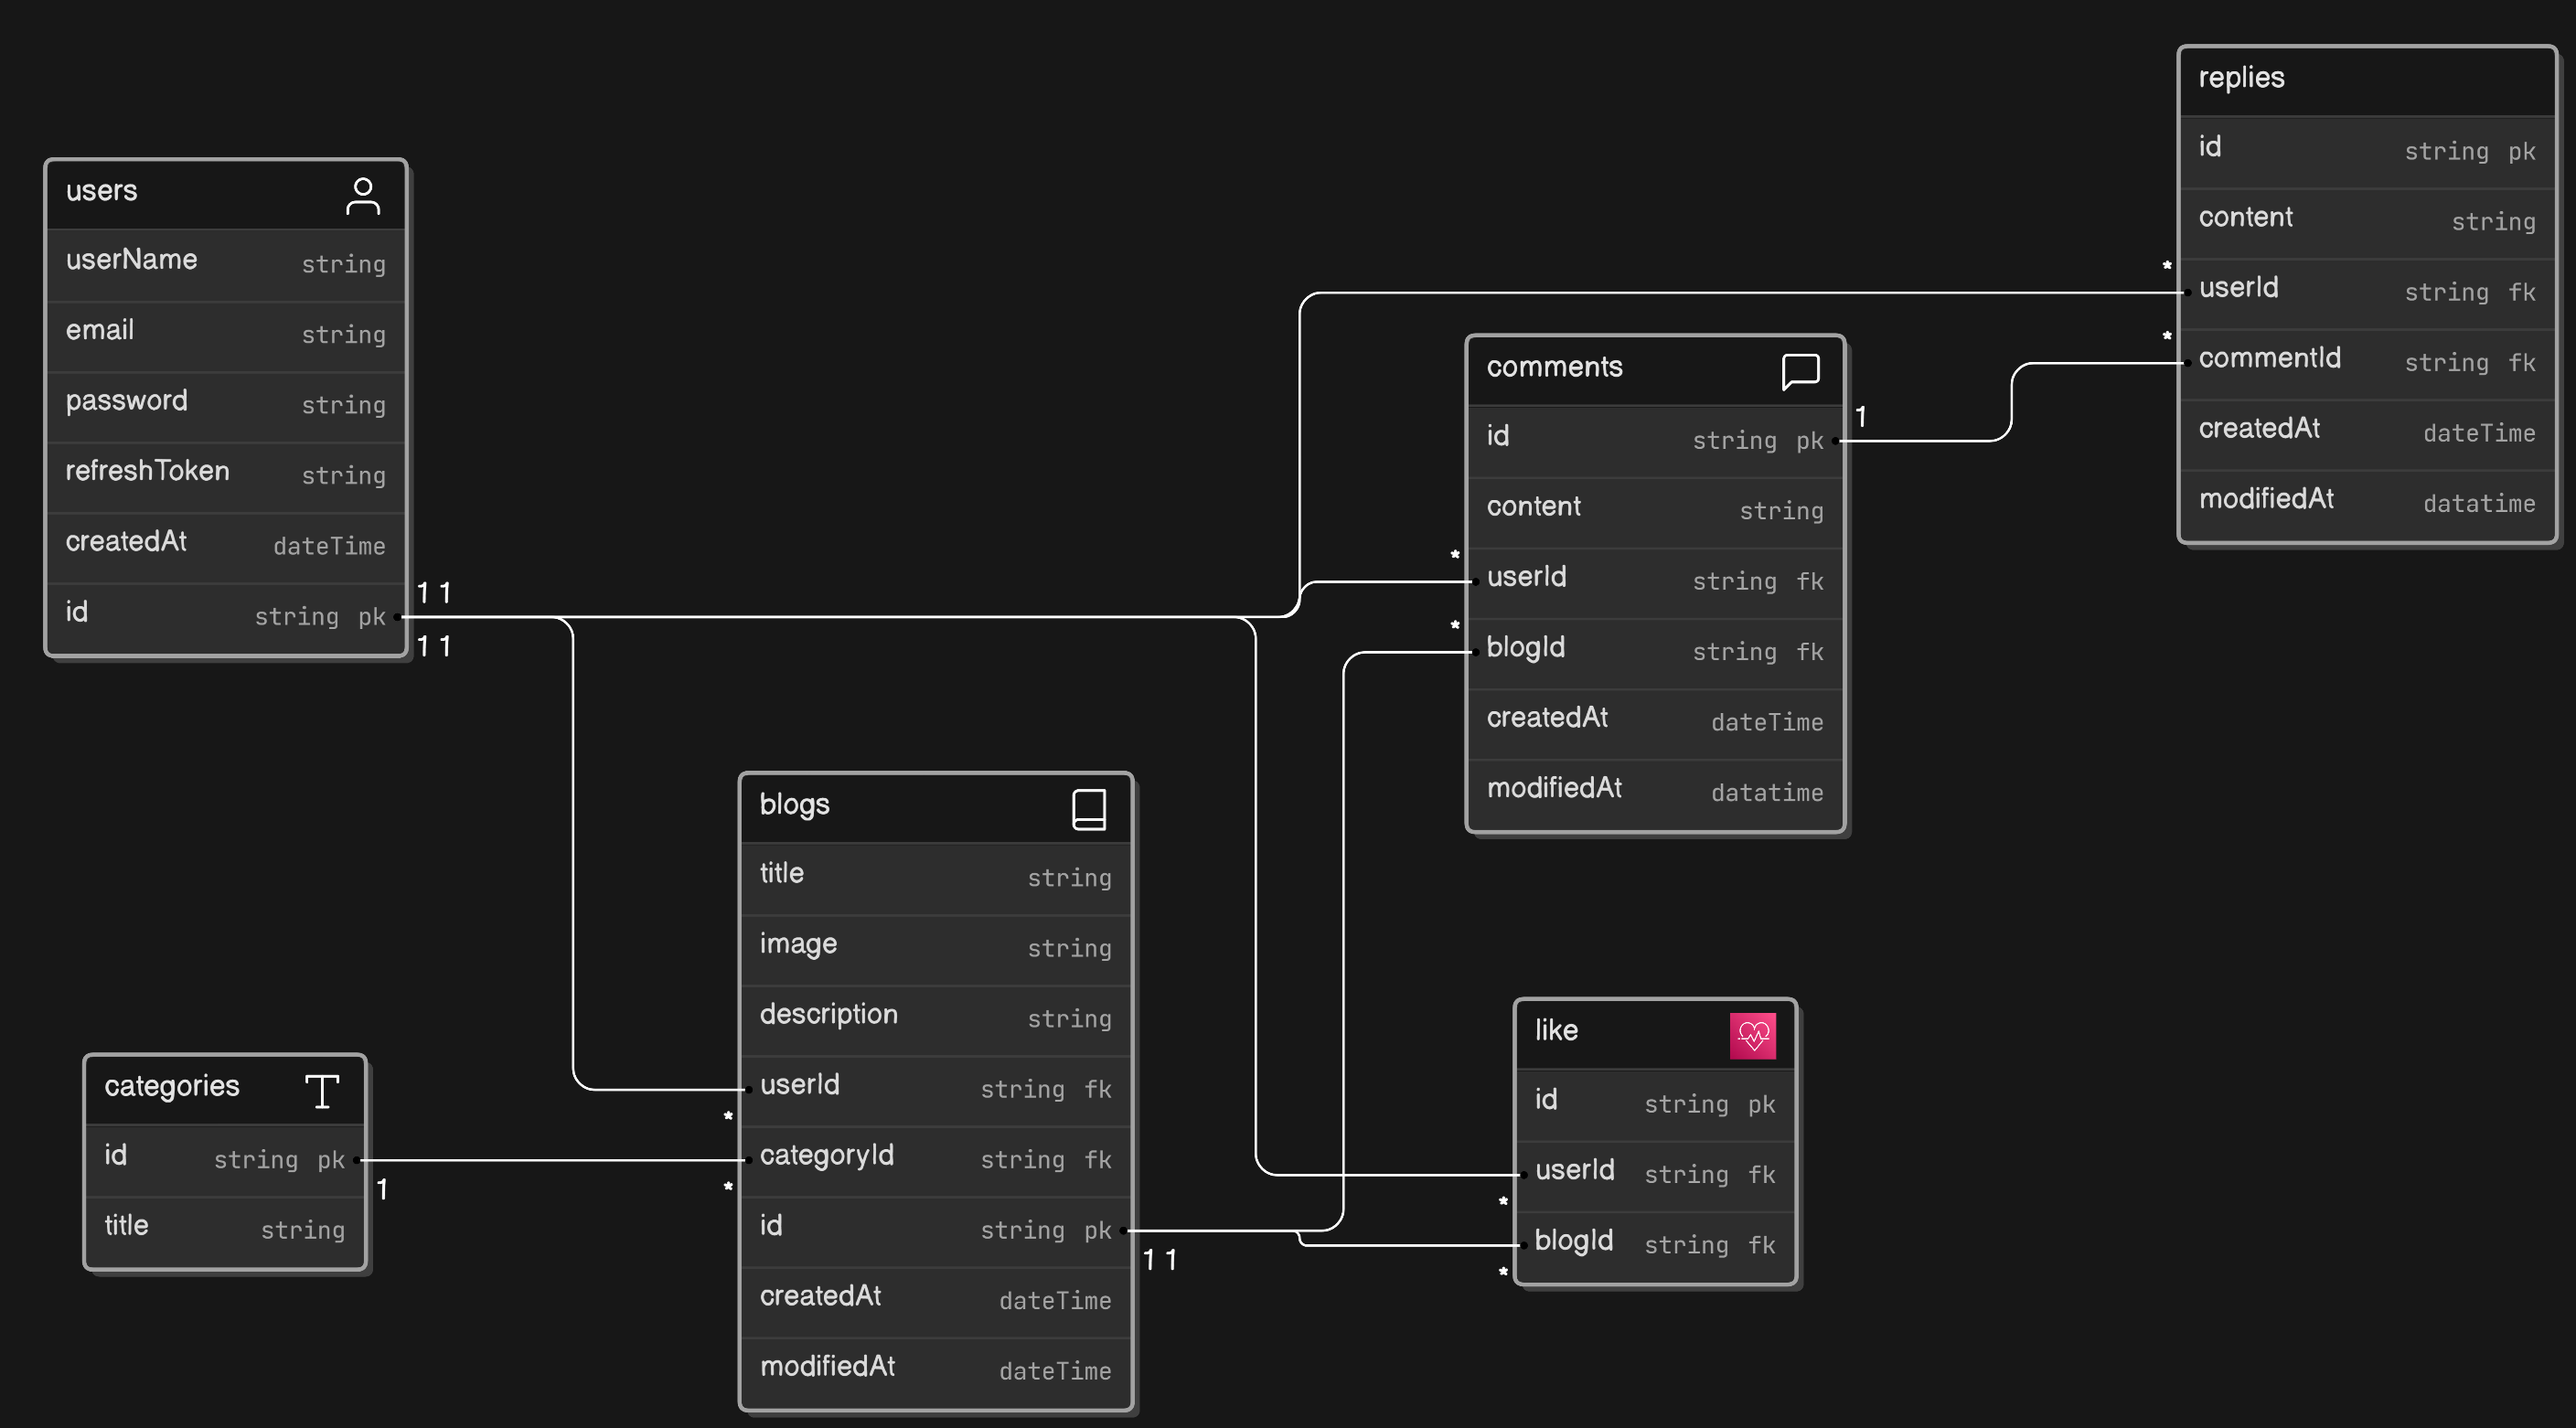 users
userName string
email string
password string
refreshToken string
createdAt dateTime
id string pk
1 1
1 1
categories
id string pk
title string
1
blogs
title string
image string
description string
userId string fk
*
categoryId string fk
*
id string pk
1 1
createdAt dateTime
modifiedAt dateTime
comments
id string pk
1
content string
*
userId string fk
*
blogId string fk
createdAt dateTime
modifiedAt datatime
like
id string pk
userId string fk
*
blogId string fk
*
replies
id string pk
content string
*
userId string fk
*
commentId string fk
createdAt dateTime
modifiedAt datatime